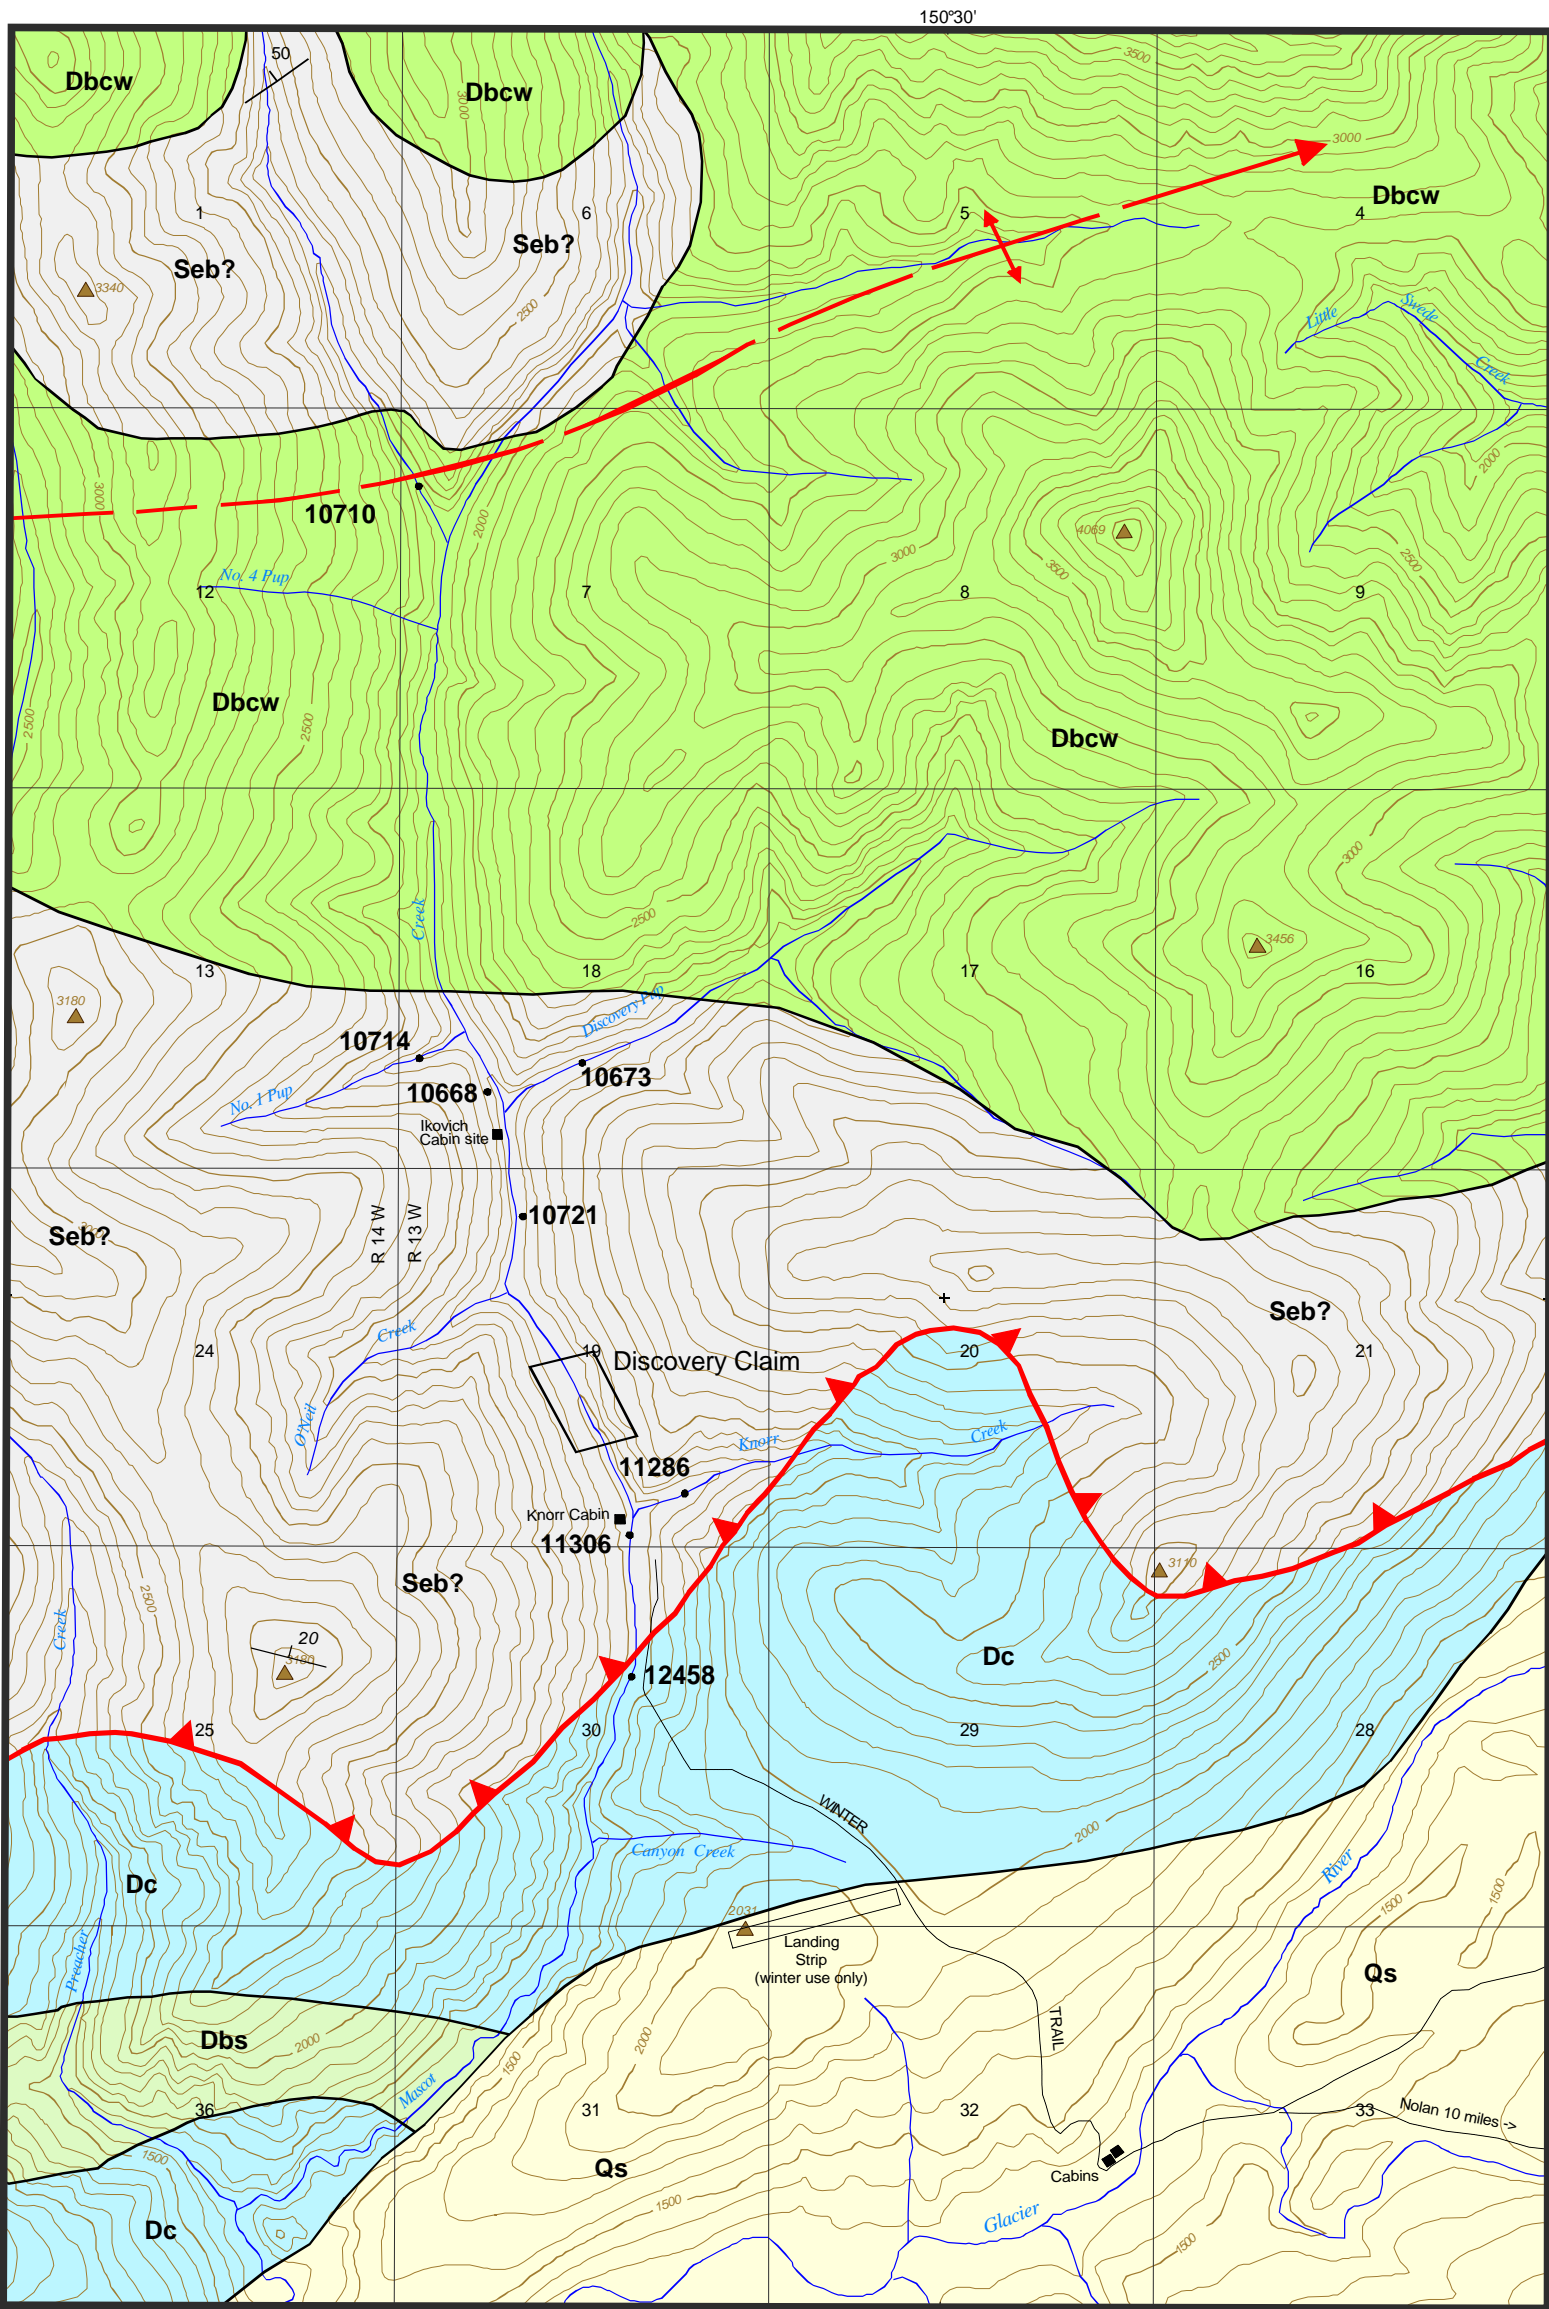 150°30'
50
3500
Dbcw
Dbcw
3000
3000
Dbcw
1
6
5
4
Seb?
Seb?
3340
2500
Little
Swede
Creek
2000
3000
10710
2000
4069
3000
3500
2500
No. 4 Pup
12
7
8
9
Dbcw
2500
2500
Dbcw
3000
Creek
2500
3456
13
18
17
16
3180
Discovery Pup
10714
10673
10668
No. 1 Pup
Ikovich
Cabin site
10721
R 14 W
R 13 W
Seb?
Seb?
Creek
24
19
Discovery Claim
20
21
O'Neil
Knorr
Creek
11286
Knorr Cabin
11306
3110
Seb?
2500
Creek
20
3180
Dc
2500
12458
25
30
29
28
WINTER
2000
Canyon Creek
River
Dc
1500
1500
2031
Landing
Strip
(winter use only)
Preacher
Qs
TRAIL
Dbs
2000
2000
1500
Mascot
36
31
32
33
Nolan 10 miles ->
1500
Qs
Cabins
1500
Glacier
Dc
1500